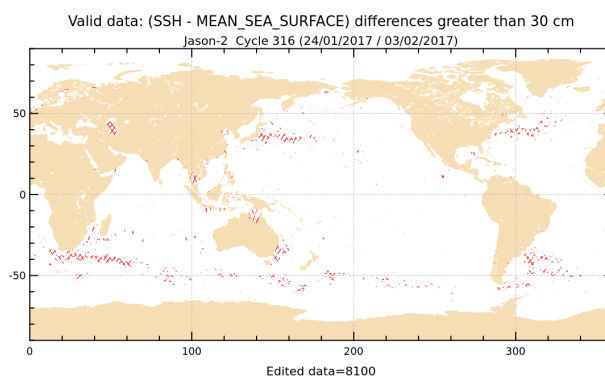 Valid data: (SSH - MEAN_SEA_SURFACE) differences greater than 30 cm
Jason-2 Cycle 316 (24/01/2017 / 03/02/2017)
50
0
-50
0 100 200 300
Edited data=8100